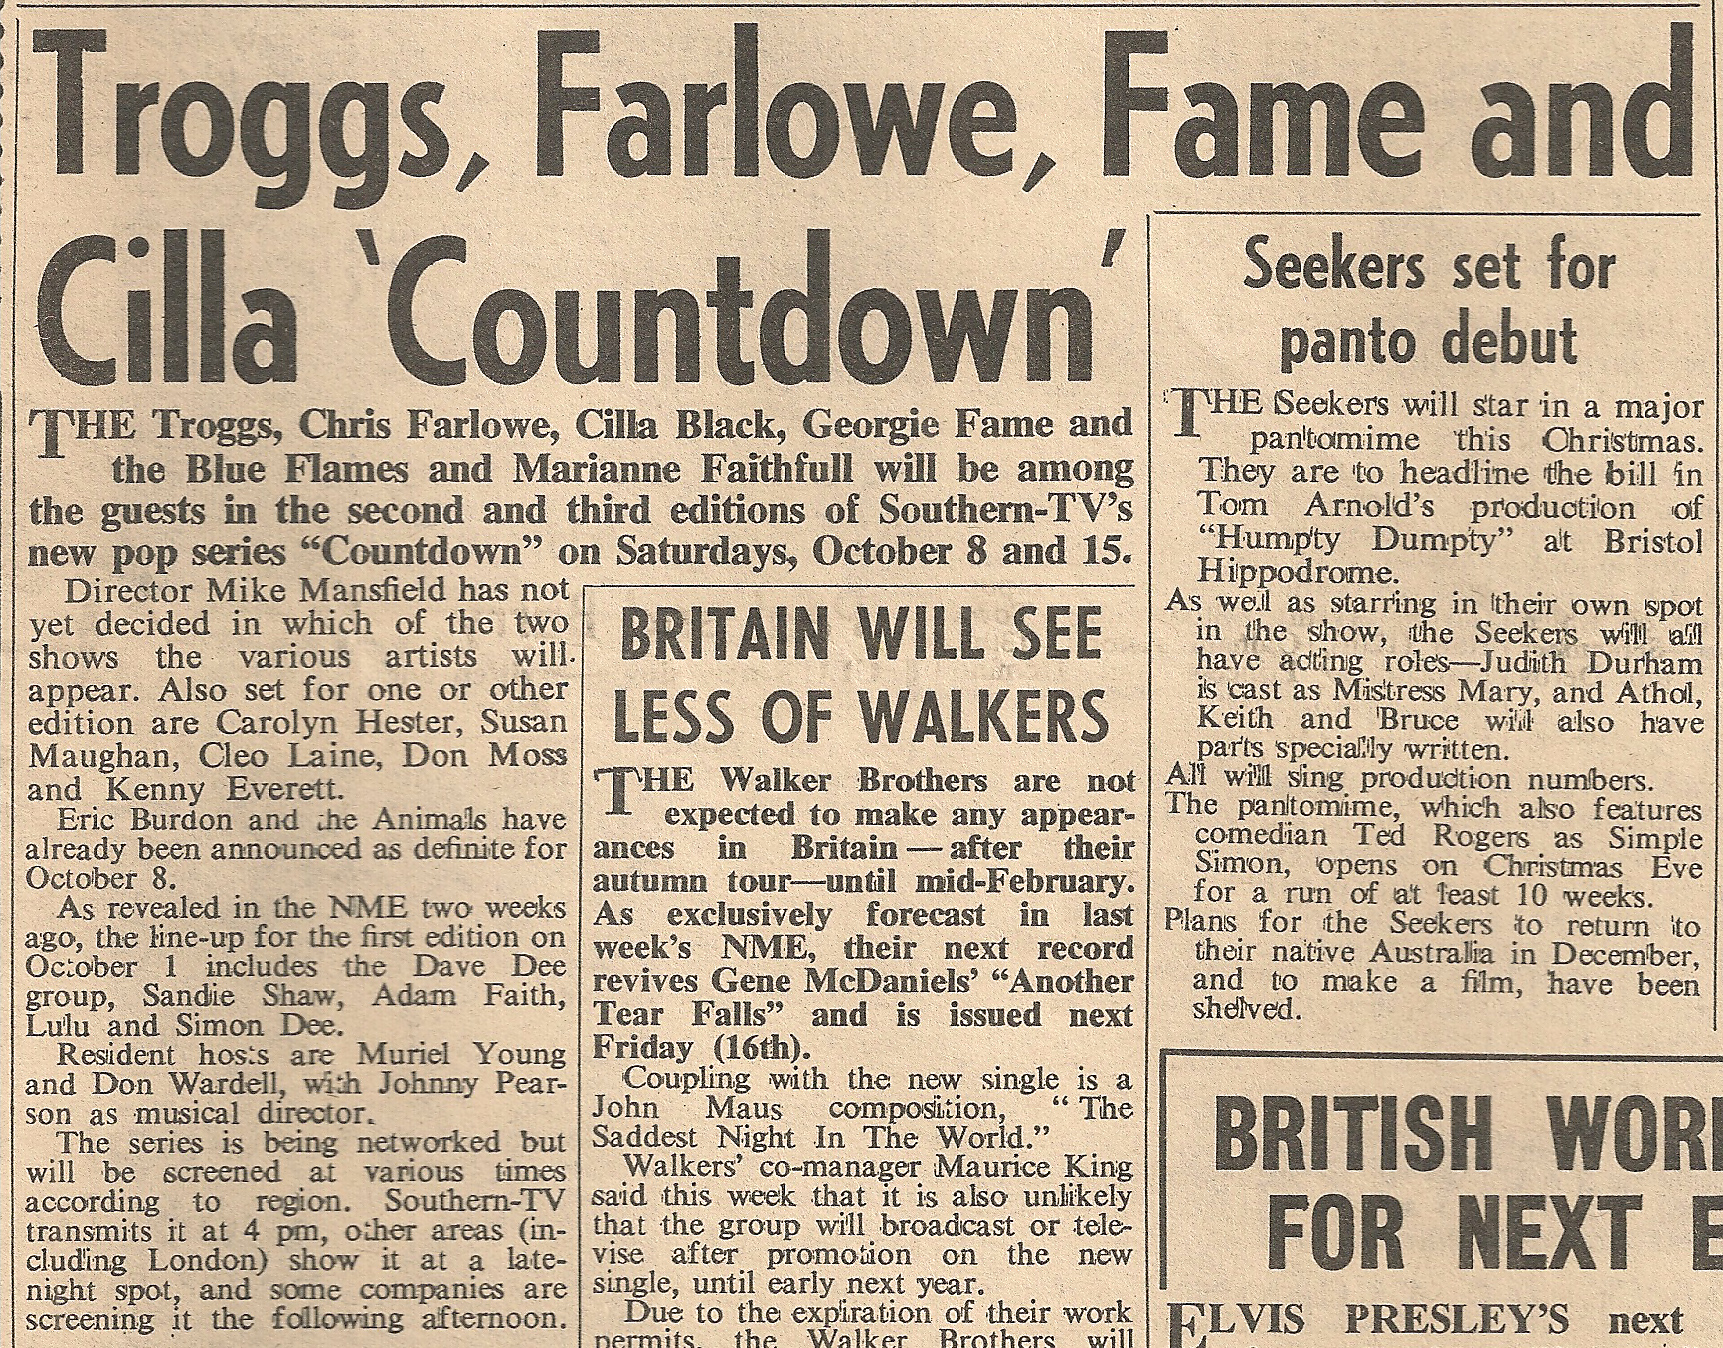 Troggs, Farlowe, Fame and
Cilla 'Countdown'
THE Troggs, Chris Farlowe, Cilla Black, Georgie Fame and
the Blue Flames and Marianne Faithfull will be among
the guests in the second and third editions of Southern-TV's
new pop series “Countdown” on Saturdays, October 8 and 15.
Director Mike Mansfield has not
yet decided in which of the two
shows the various artists will
appear. Also set for one or other
edition are Carolyn Hester, Susan
Maughan, Cleo Laine, Don Moss
and Kenny Everett.
Eric Burdon and the Animals have
already been announced as definite for
October 8.
As revealed in the NME two weeks
ago, the line-up for the first edition on
October 1 includes the Dave Dee
group, Sandie Shaw, Adam Faith,
Lulu and Simon Dee.
Resident hosts are Muriel Young
and Don Wardell, with Johnny Pear-
son as musical director.
The series is being networked but
will be screened at various times
according to region. Southern-TV
transmits it at 4 pm, other areas (in-
cluding London) show it at a late-
night spot, and some companies are
screening it the following afternoon.
BRITAIN WILL SEE
LESS OF WALKERS
THE Walker Brothers are not
expected to make any appear-
ances in Britain — after their
autumn tour—until mid-February.
As exclusively forecast in last
week's NME, their next record
revives Gene McDaniels' “Another
Tear Falls” and is issued next
Friday (16th).
Coupling with the new single is a
John Maus composition, “ The
Saddest Night In The World.”
Walkers' co-manager Maurice King
said this week that it is also unlikely
that the group will broadcast or tele-
vise after promotion on the new
single, until early next year.
Due to the expiration of their work
permits, the Walker Brothers will
Seekers set for
panto debut
THE Seekers will star in a major
pantomime this Christmas.
They are to headline the bill in
Tom Arnold's production of
“Humpty Dumpty” at Bristol
Hippodrome.
As well as starring in their own spot
in the show, the Seekers will all
have acting roles—Judith Durham
is cast as Mistress Mary, and Athol,
Keith and Bruce will also have
parts specially written.
All will sing production numbers.
The pantomime, which also features
comedian Ted Rogers as Simple
Simon, opens on Christmas Eve
for a run of at least 10 weeks.
Plans for the Seekers to return to
their native Australia in December,
and to make a film, have been
shelved.
BRITISH WOR
FOR NEXT E
ELVIS PRESLEY'S next